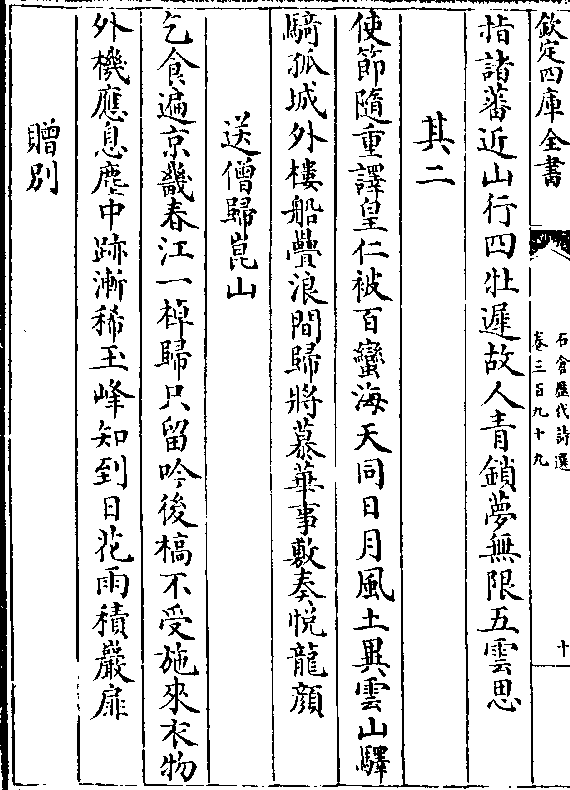 欽定四庫全書
石倉歷代詩選
卷三百九十九
十
指諸蕃近山行四牡遲故人青鎖夢無限五雲思
其二
使節隨重譯皇仁被百蠻海天同日月風土異雲山驛
騎孤城外樓船疊浪間歸將慕華事敷奏悅龍顔
送僧歸崑山
乞食遍京畿春江一棹歸只留吟後稿不受施來衣物
外機應息塵中跡漸稀玉峰知到日花雨積巖扉
贈別